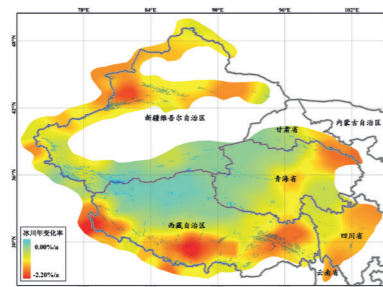 78°E 84°E 90°E 96°E 102°E
48°N
42°N
新疆维吾尔自治区
内蒙古自治区
甘肃省
36°N
青海省
冰川年变化率
0.00%/a
西藏自治区
四川省
30°N
-2.20%/a
云南省